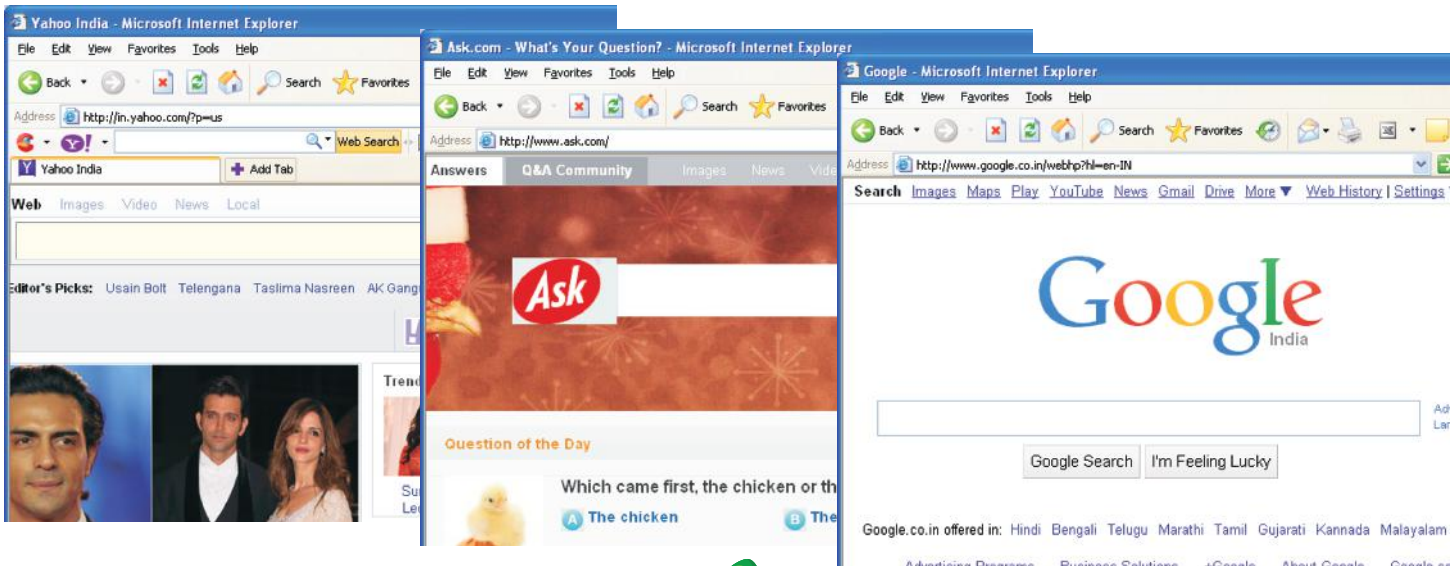 Yahoo India - Microsoft Internet Explorer
File Edit View Favorites Tools Help
Back Search Favorites
Address http://in.yahoo.com/?p=us
Y! Web Search
Yahoo India Add Tab
Web Images Video News Local
Editor's Picks: Usain Bolt Telengana Taslima Nasreen AK
Ask.com - What's Your Question? - Microsoft Internet Explorer
File Edit View Favorites Tools Help
Back Search Favorites
Address http://www.ask.com/
Answers Q&A Community Images News
Ask
Question of the Day
Which came first, the chicken or
A The chicken B The
Google - Microsoft Internet Explorer
File Edit View Favorites Tools Help
Back Search Favorites
Address http://www.google.co.in/webhp?hl=en-IN
Search Images Maps Play YouTube News Gmail Drive More ▼ Web History | Settings
Google
India
Google Search I'm Feeling Lucky
Google.co.in offered in: Hindi Bengali Telugu Marathi Tamil Gujarati Kannada Malayalam